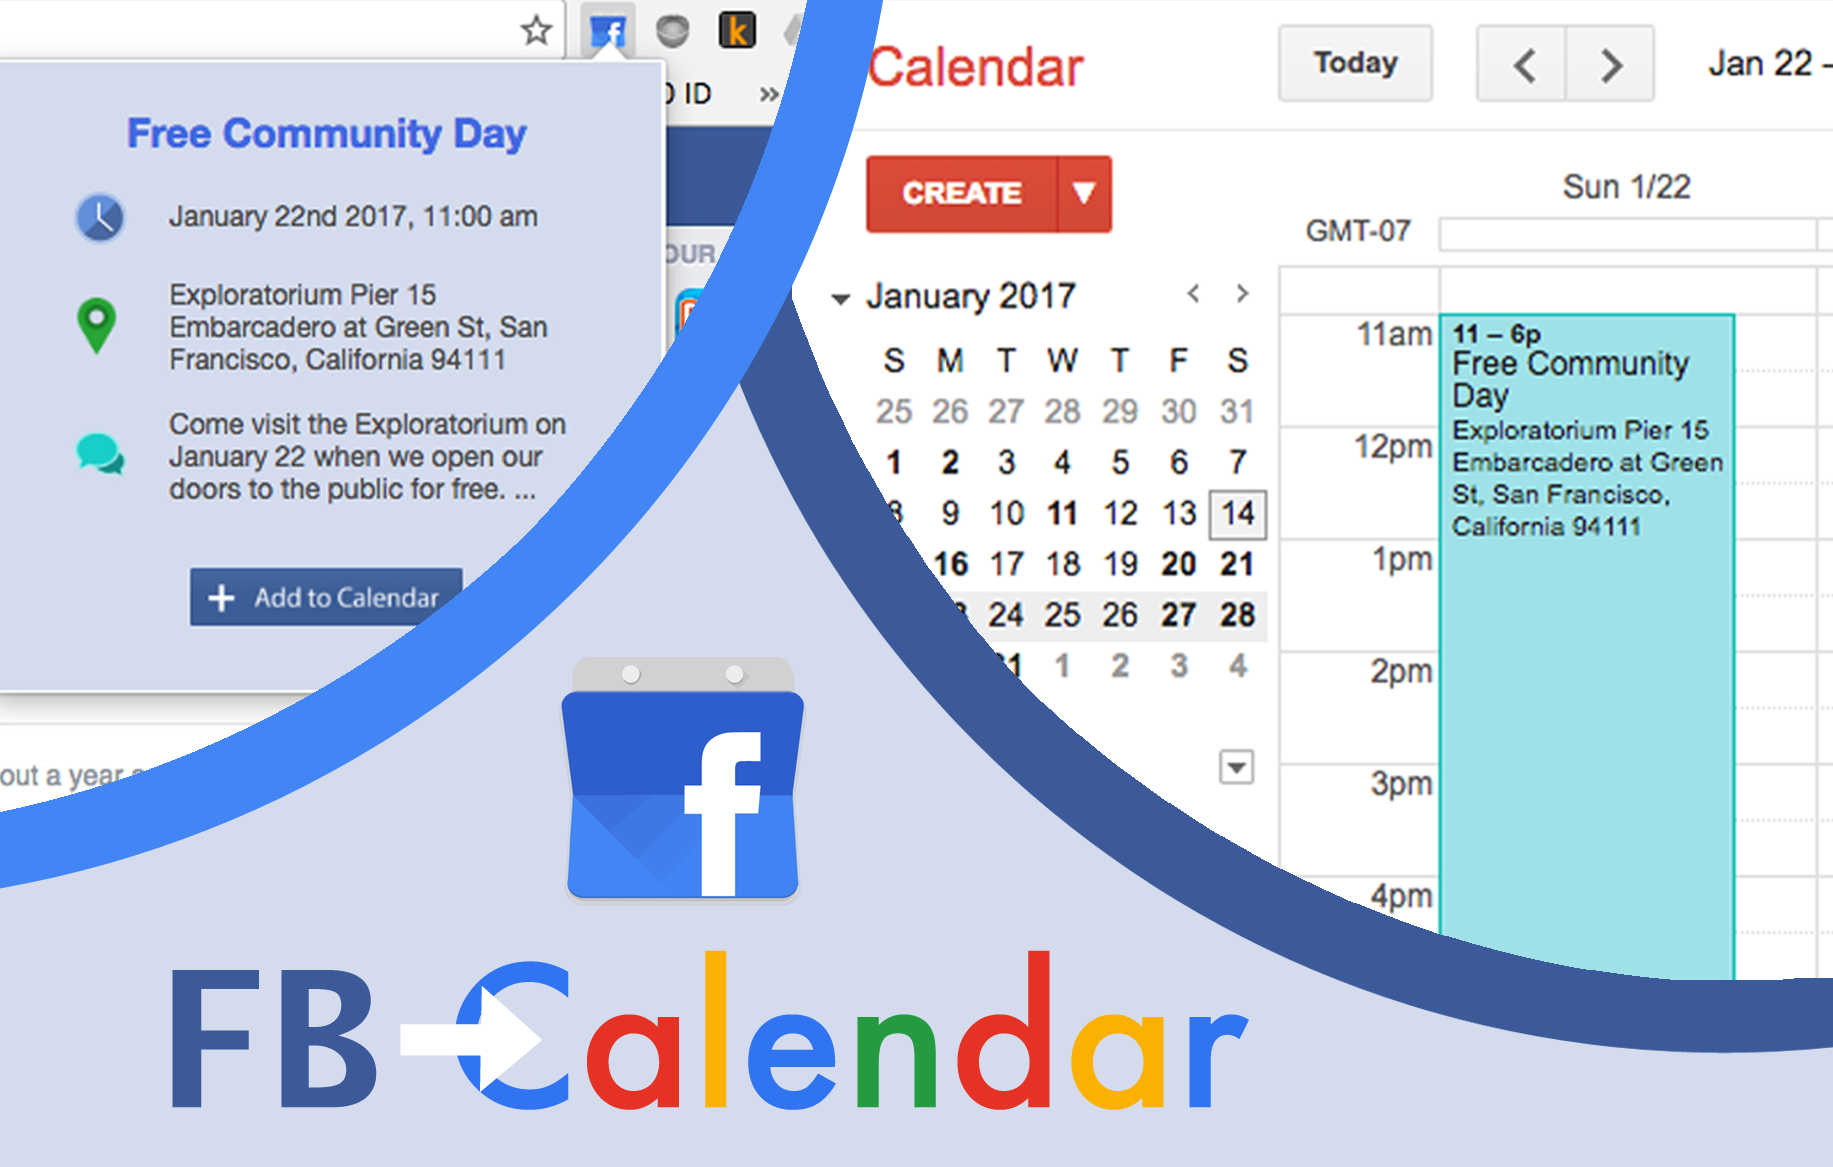 ID
»
Free Community Day
January 22nd 2017, 11:00 am
Exploratorium Pier 15
Embarcadero at Green St, San
Francisco, California 94111
Come visit the Exploratorium on
January 22 when we open our
doors to the public for free. ...
+ Add to Calendar
OUR
out a year
k
f
Calendar
Today
< >
Jan 22 –
CREATE
January 2017
< >
S M T W T F S
25 26 27 28 29 30 31
1 2 3 4 5 6 7
8 9 10 11 12 13 14
16 17 18 19 20 21
24 25 26 27 28
31 1 2 3 4
Sun 1/22
GMT-07
11am
12pm
1pm
2pm
3pm
4pm
11 – 6p
Free Community
Day
Exploratorium Pier 15
Embarcadero at Green
St, San Francisco,
California 94111
f
FB Calendar